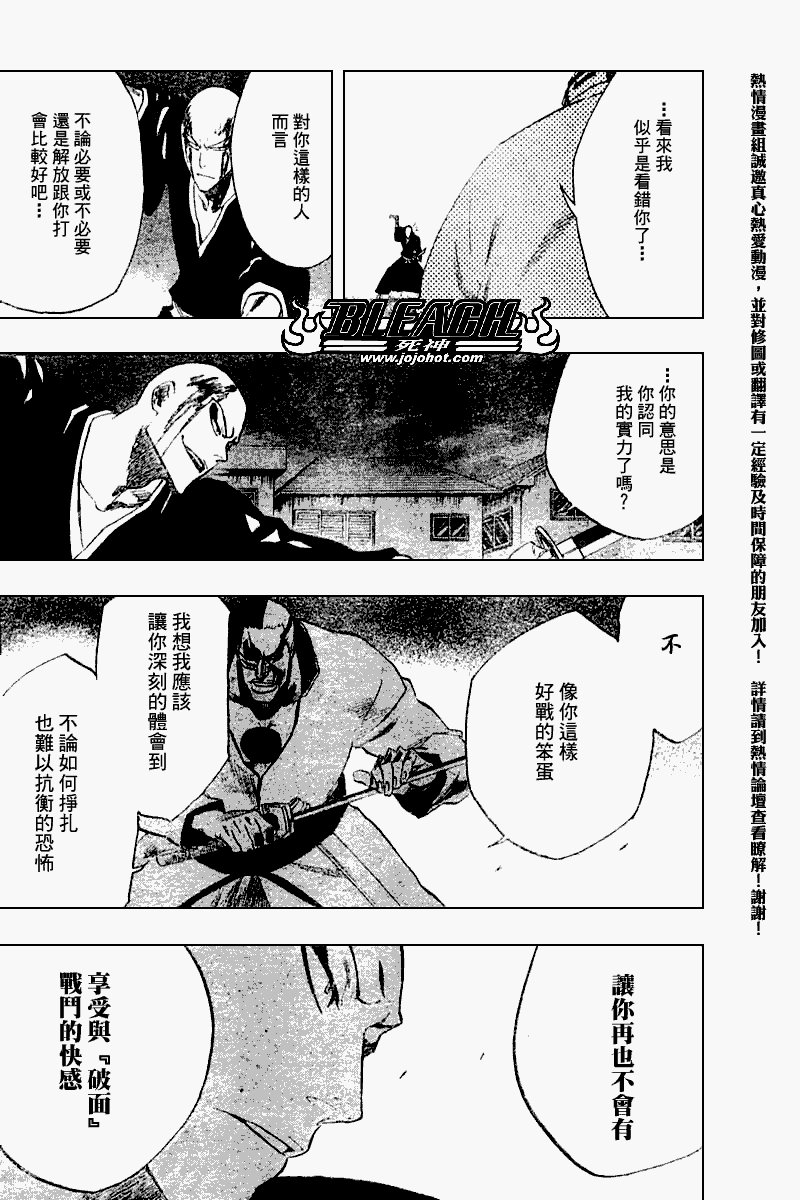 …看來我
似乎是看錯你了…
對你這樣的人
而言
不論必要或不必要
還是解放跟你打
會比較好吧…
BLEACH
死神
www.jojohot.com
…你的意思是
你認同
我的實力了嗎?
不
像你這樣
好戰的笨蛋
我想我應該
讓你深刻的體會到
不論如何掙扎
也難以抗衡的恐怖
讓你再也不會有
享受與『破面』
戰鬥的快感
熱情漫畫組誠邀真心熱愛動漫，並對修圖或翻譯有一定經驗及時間保障的朋友加入！ 詳情請到熱情論壇查看瞭解！謝謝！